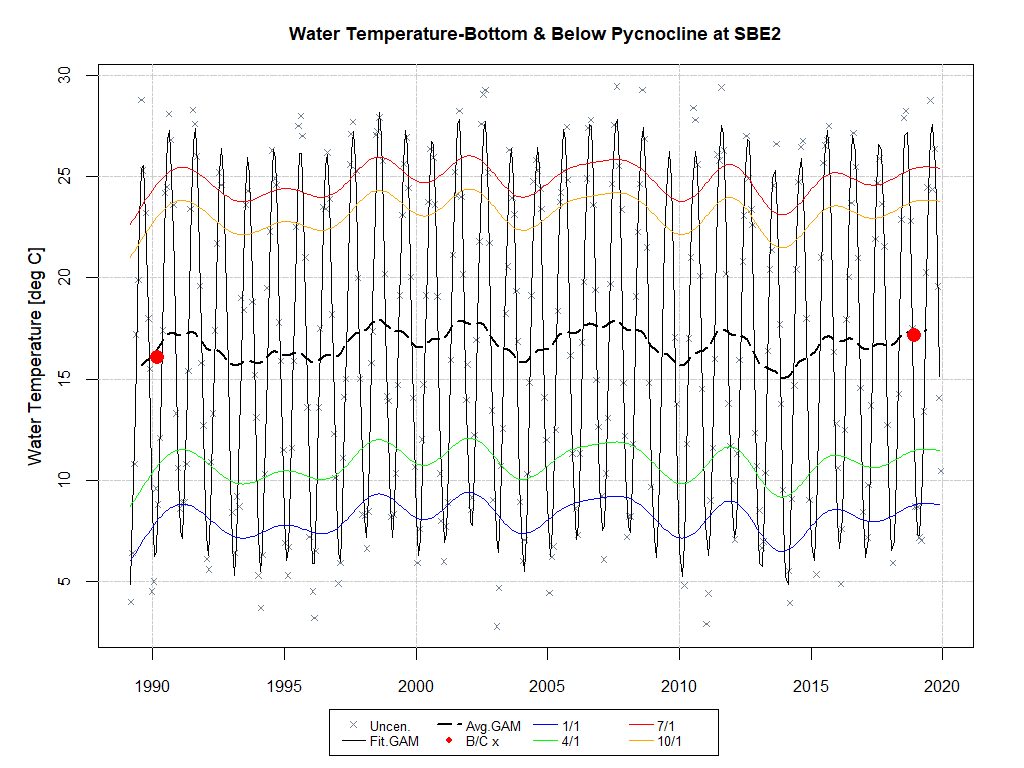 Water Temperature-Bottom & Below Pycnocline at SBE2
Water Temperature [deg C]
30
25
20
15
10
5
1990 1995 2000 2005 2010 2015 2020
Uncen. Avg.GAM 1/1 7/1
Fit.GAM B/C x 4/1 10/1